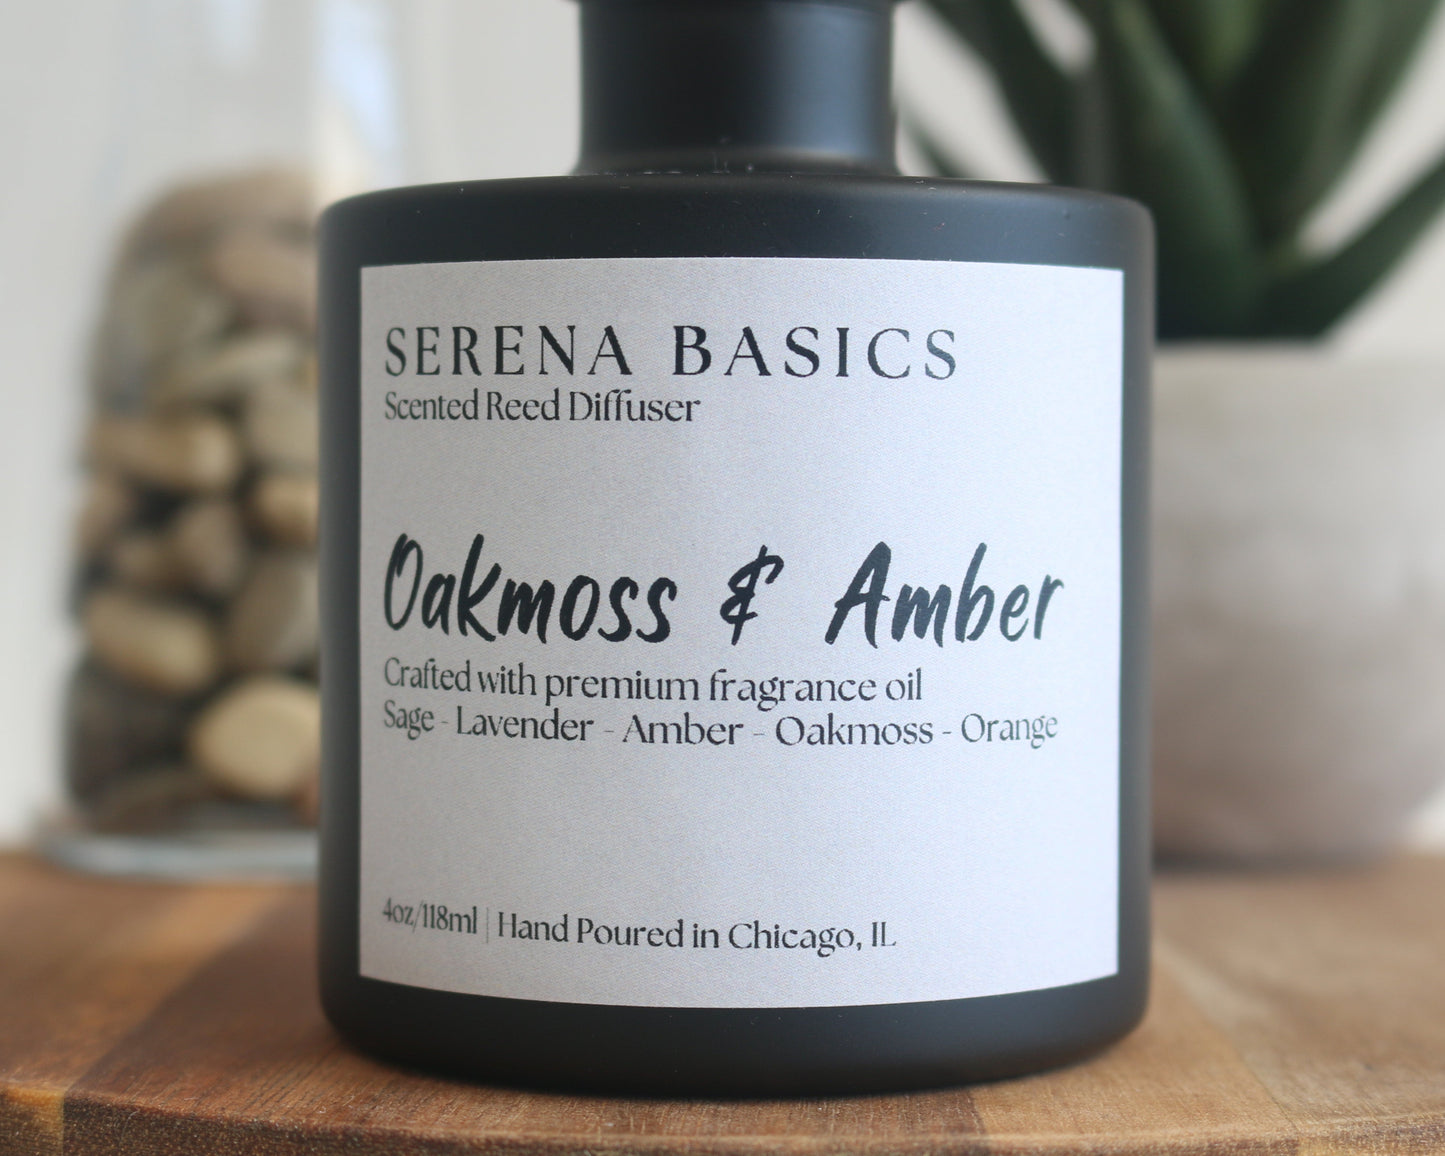 SERENA BASICS
Scented Reed Diffuser
Oakmoss & Amber
Crafted with premium fragrance oil
Sage - Lavender - Amber - Oakmoss - Orange
4oz/118ml | Hand Poured in Chicago, IL